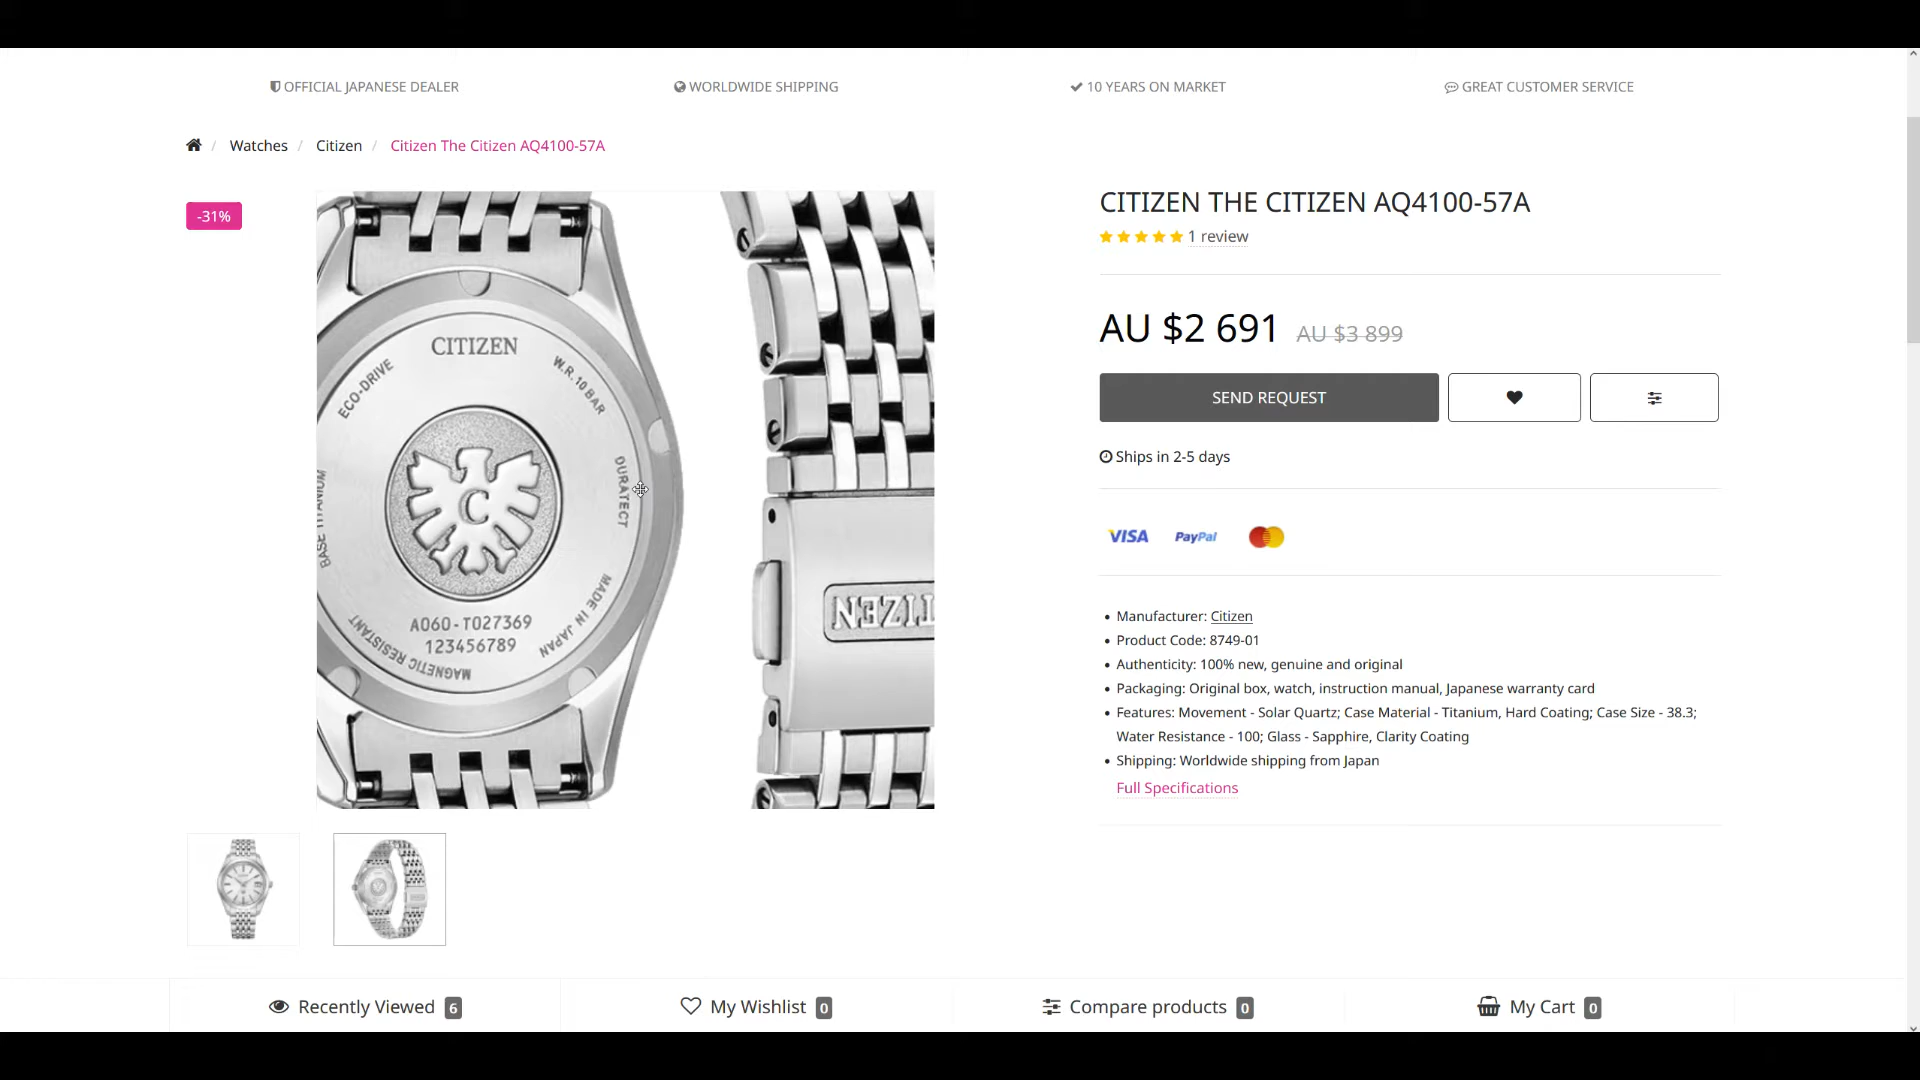 OFFICIAL JAPANESE DEALER
WORLDWIDE SHIPPING
10 YEARS ON MARKET
GREAT CUSTOMER SERVICE
/ Watches / Citizen / Citizen The Citizen AQ4100-57A
-31%
CITIZEN
ECO-DRIVE
W.R.10 BAR
DURATECT
BASE TITANIUM
C
A060-T027369
123456789
MADE IN JAPAN
MAGNETIC RESISTANT
CITIZEN
CITIZEN THE CITIZEN AQ4100-57A
1 review
AU $2 691 AU $3 899
SEND REQUEST
Ships in 2-5 days
VISA PayPal
• Manufacturer: Citizen
• Product Code: 8749-01
• Authenticity: 100% new, genuine and original
• Packaging: Original box, watch, instruction manual, Japanese warranty card
• Features: Movement - Solar Quartz; Case Material - Titanium, Hard Coating; Case Size - 38.3;
Water Resistance - 100; Glass - Sapphire, Clarity Coating
• Shipping: Worldwide shipping from Japan
Full Specifications
Recently Viewed 6
My Wishlist 0
Compare products 0
My Cart 0